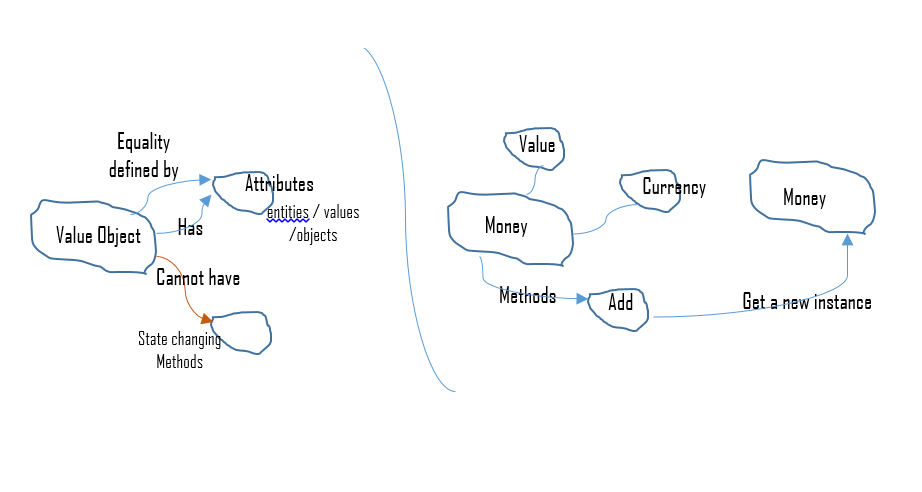 Equality
defined by
Attributes
entities / values
/objects
Value Object
Has
Cannot have
State changing
Methods
Value
Currency
Money
Money
Methods
Add
Get a new instance